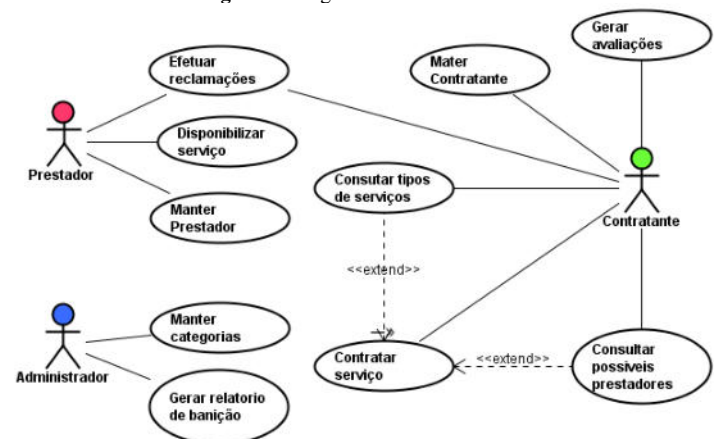 Efetuar
reclamações
Mater
Contratante
Gerar
avaliações
Disponibilizar
serviço
Prestador
Consutar tipos
de serviços
Manter
Prestador
Contratante
<<extend>>
Manter
categorias
Administrador
Contratar
serviço
<<extend>>
Consultar
possiveis
prestadores
Gerar relatorio
de banição